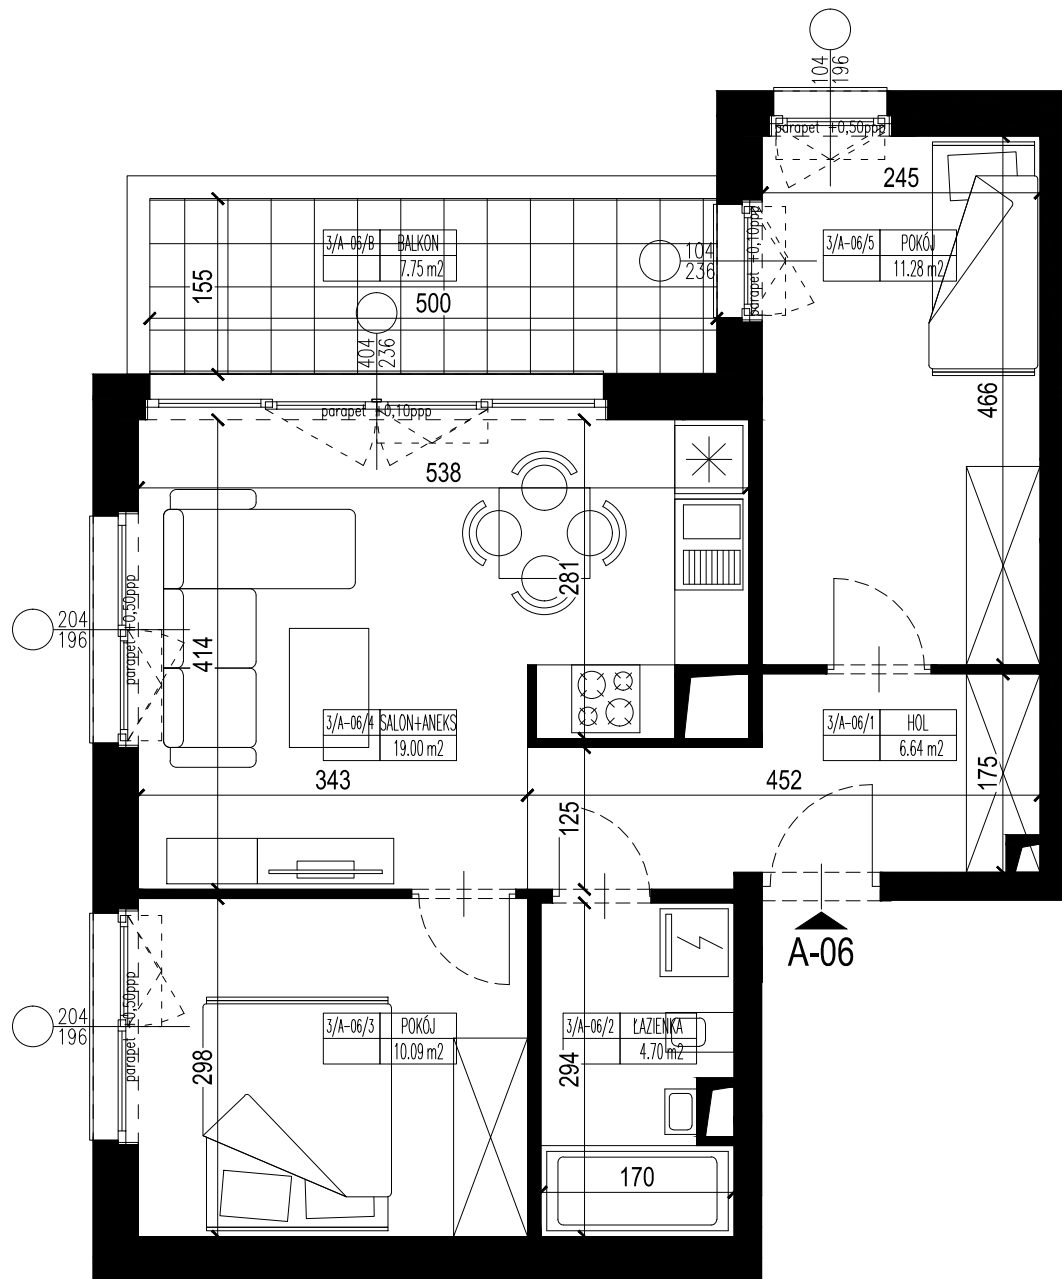 104
196
parapet +0,50ppp
245
3/A-06/B BALKON
7.75 m2
104
236
parapet +0,10ppp
3/A-06/5 POKÓJ
11.28 m2
155
500
404
236
parapet +0,10ppp
466
538
281
204
196
parapet +0,50ppp
414
3/A-06/4 SALON+ANEKS
19.00 m2
3/A-06/1 HOL
6.64 m2
343
452
175
125
A-06
204
196
parapet +0,50ppp
3/A-06/3 POKÓJ
10.09 m2
3/A-06/2 ŁAZIENKA
4.70 m2
298
294
170